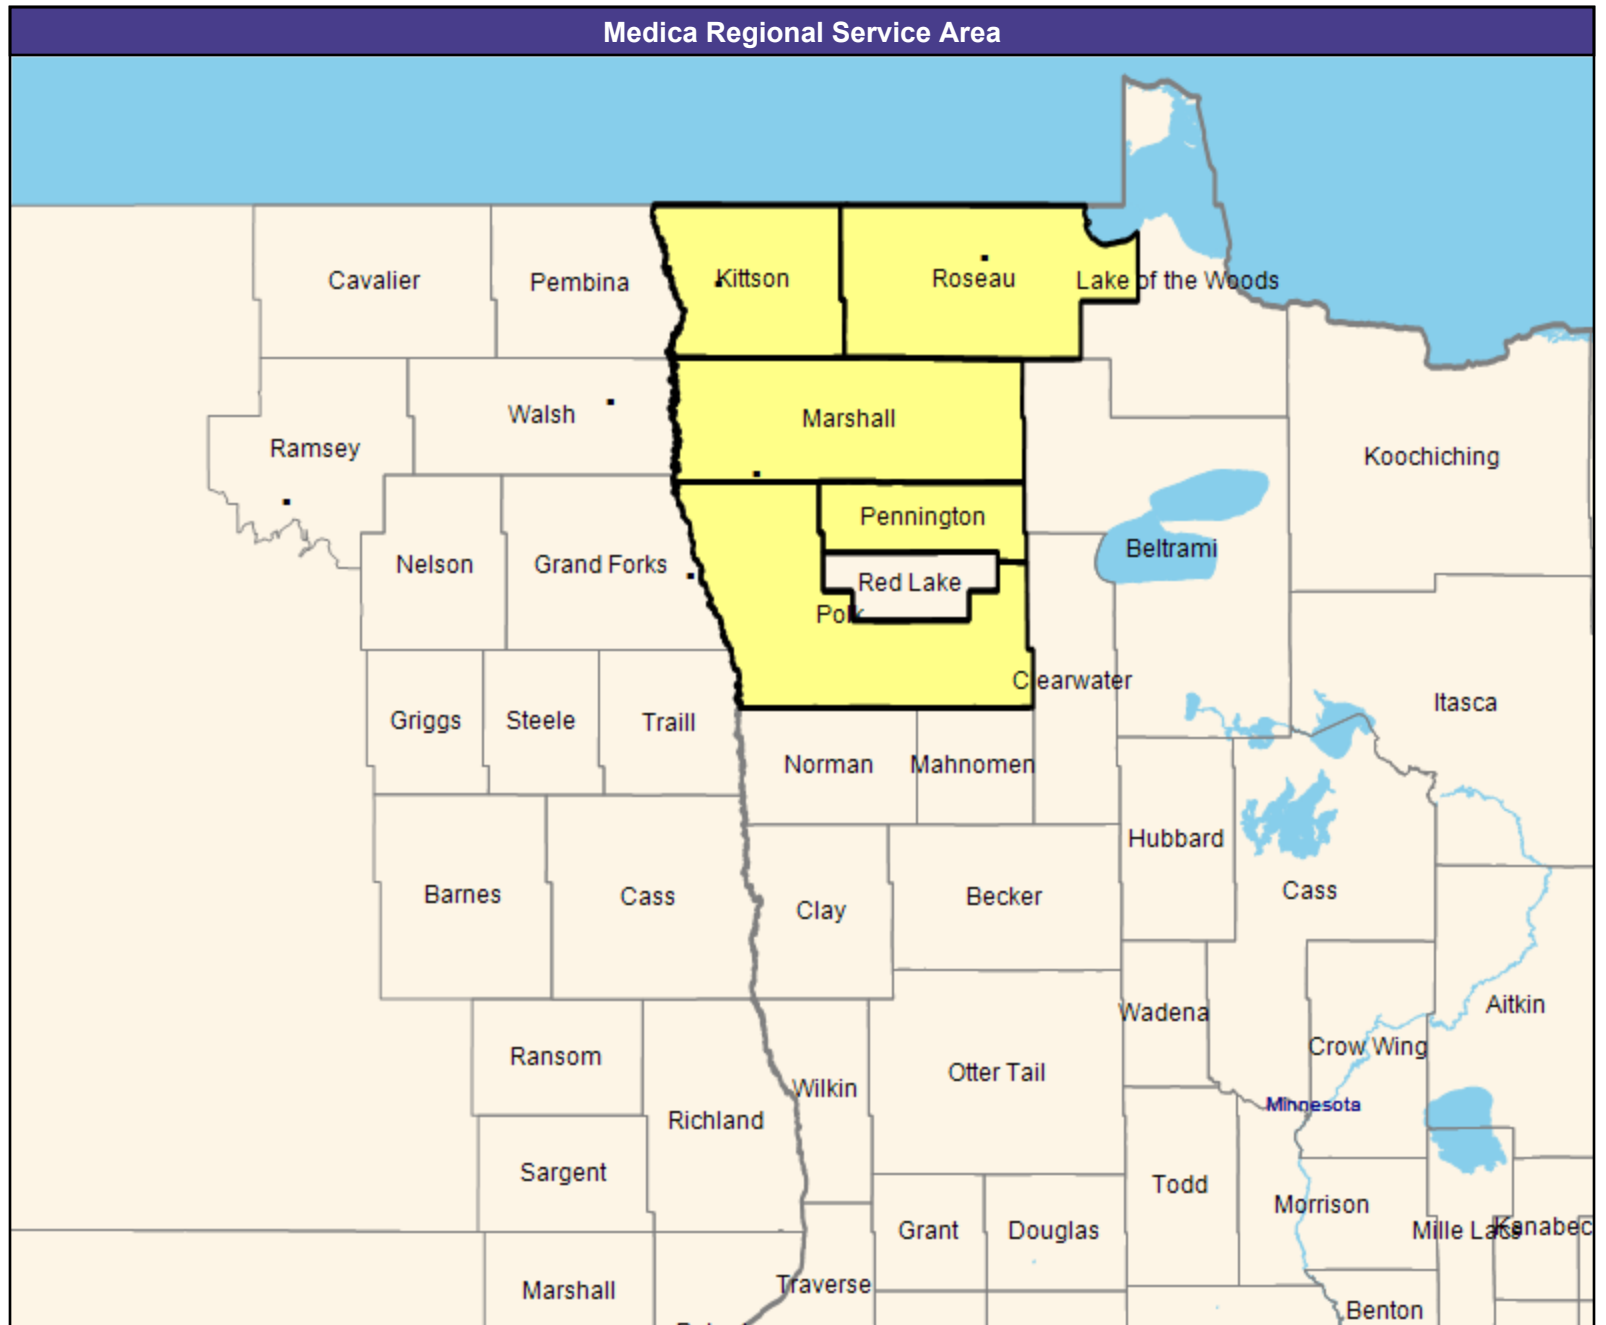 Medica Regional Service Area
Cavalier
Pembina
Kittson
Roseau
Lake of the Woods
Walsh
Marshall
Ramsey
Koochiching
Pennington
Nelson
Grand Forks
Beltrami
Red Lake
Polk
Clearwater
Griggs
Steele
Traill
Itasca
Norman
Mahnomen
Hubbard
Barnes
Cass
Clay
Becker
Cass
Wadena
Aitkin
Crow Wing
Ransom
Otter Tail
Wilkin
Minnesota
Richland
Sargent
Todd
Morrison
Grant
Douglas
Mille Lacs
Kanabec
Marshall
Traverse
Benton